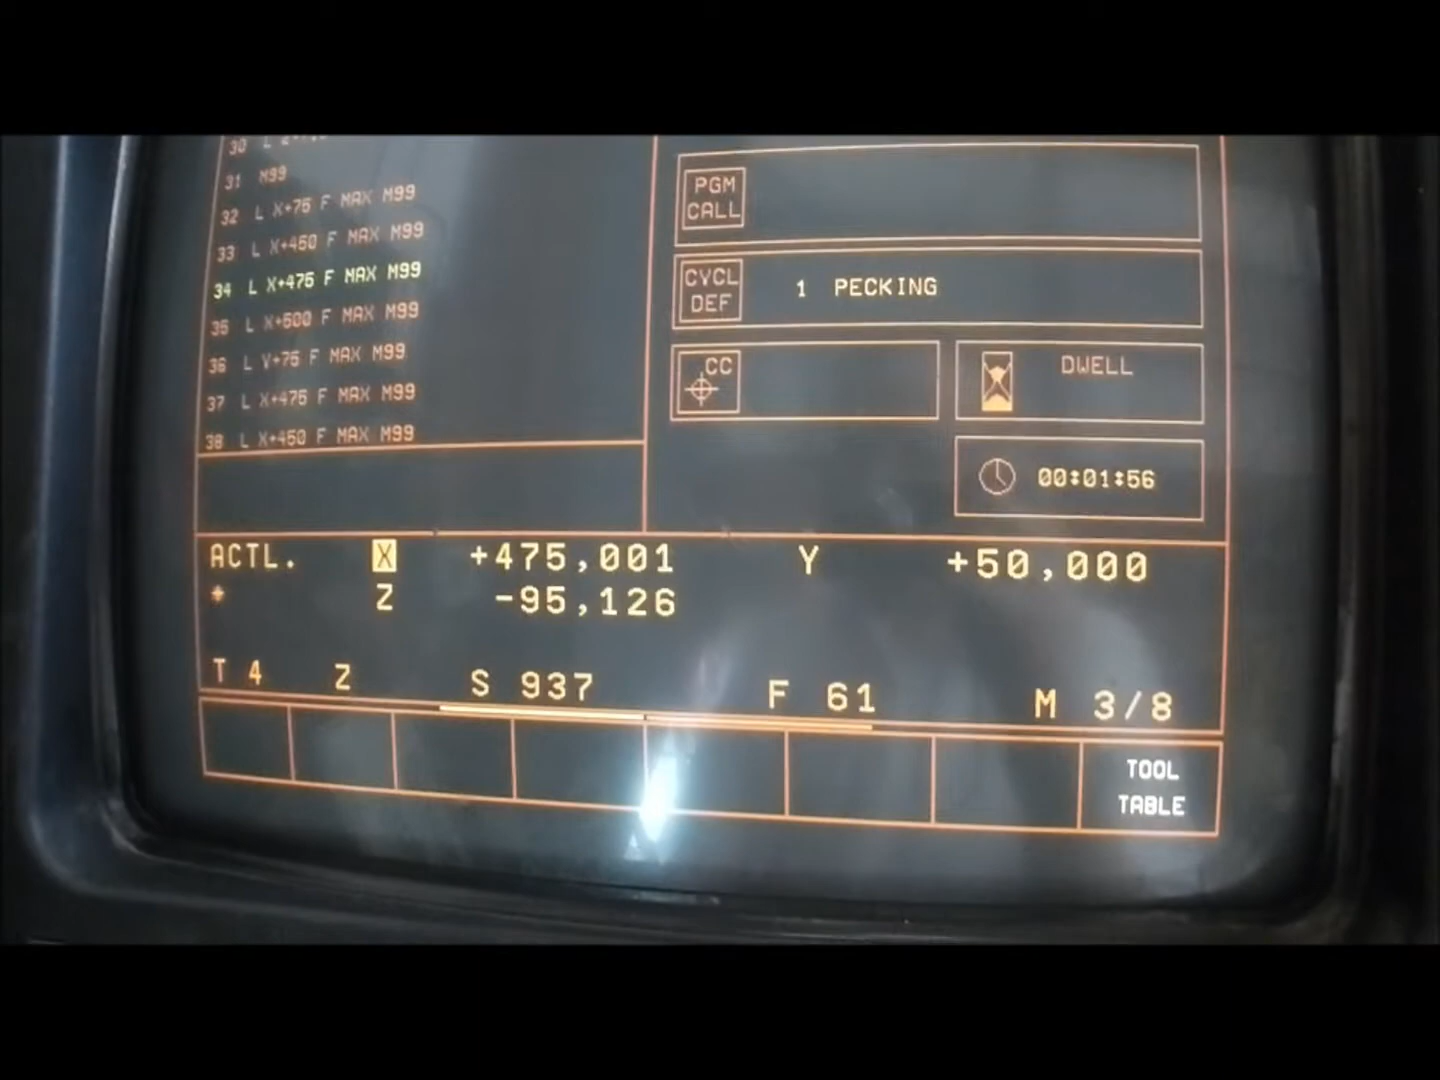 30 L Z+
31 M99
32 L X+75 F MAX M99
33 L X+450 F MAX M99
34 L X+475 F MAX M99
35 L X+500 F MAX M99
36 L Y+75 F MAX M99
37 L X+475 F MAX M99
38 L X+450 F MAX M99
PGM
CALL
CYCL
DEF
1 PECKING
CC
DWELL
00:01:56
ACTL. X +475,001 Y +50,000
* Z -95,126
T 4 Z S 937 F 61 M 3/8
TOOL
TABLE